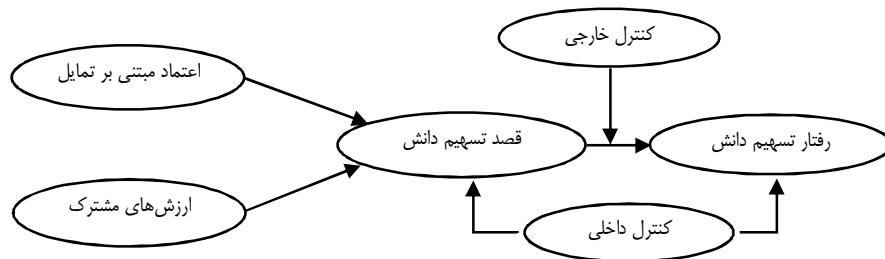 کنترل خارجی
اعتماد مبتنی بر تمایل
قصد تسهیم دانش
رفتار تسهیم دانش
ارزش‌های مشترک
کنترل داخلی